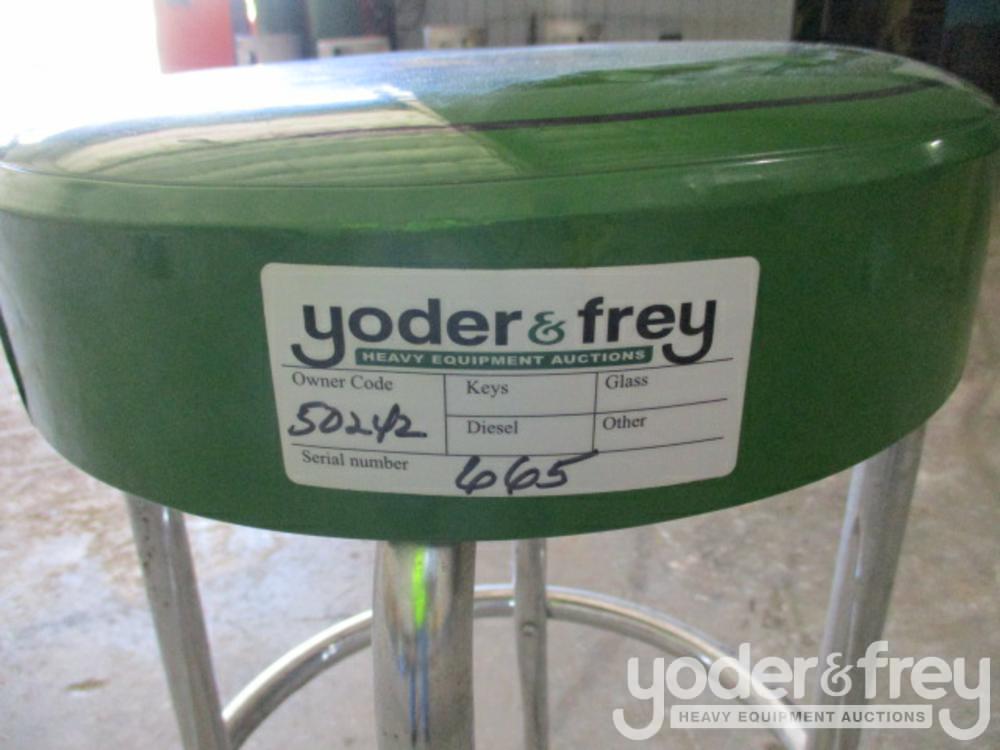 yoder & frey
HEAVY EQUIPMENT AUCTIONS
Owner Code Keys Glass
50242 Diesel Other
Serial number 665
yoder & frey
HEAVY EQUIPMENT AUCTIONS